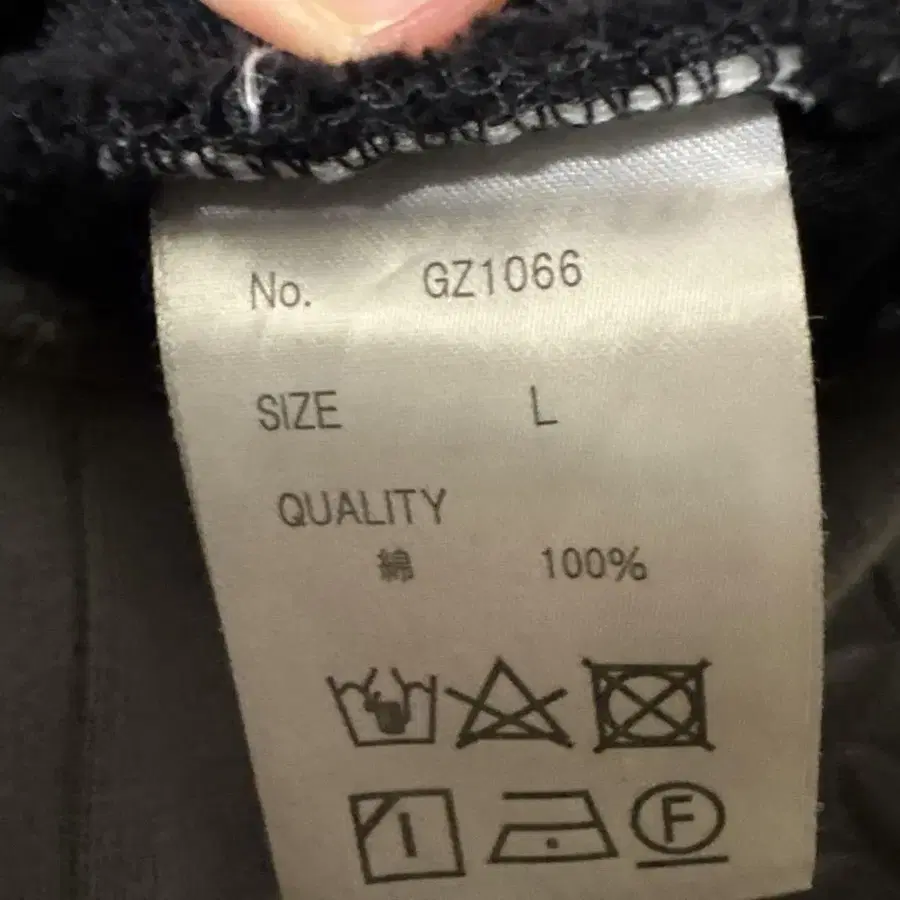 No. GZ1066
SIZE L
QUALITY
綿 100%
F